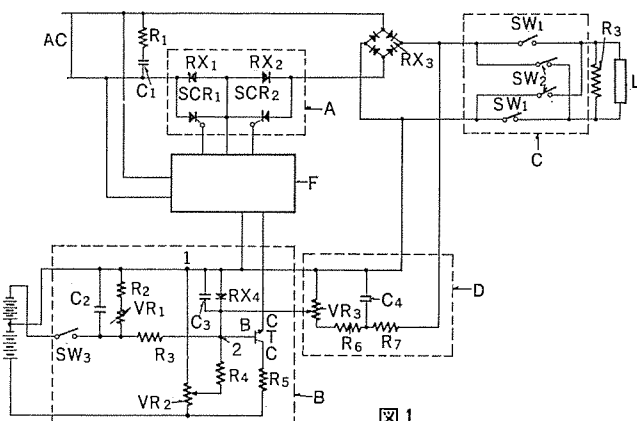 AC
R1
C1
RX1
RX2
SCR1
SCR2
A
RX3
SW1
SW2
SW1
R3
L
C
F
1
C2
R2
VR1
C3
RX4
B
C
T
C
2
SW3
R3
R4
R5
VR2
B
VR3
C4
R6
R7
D
図1